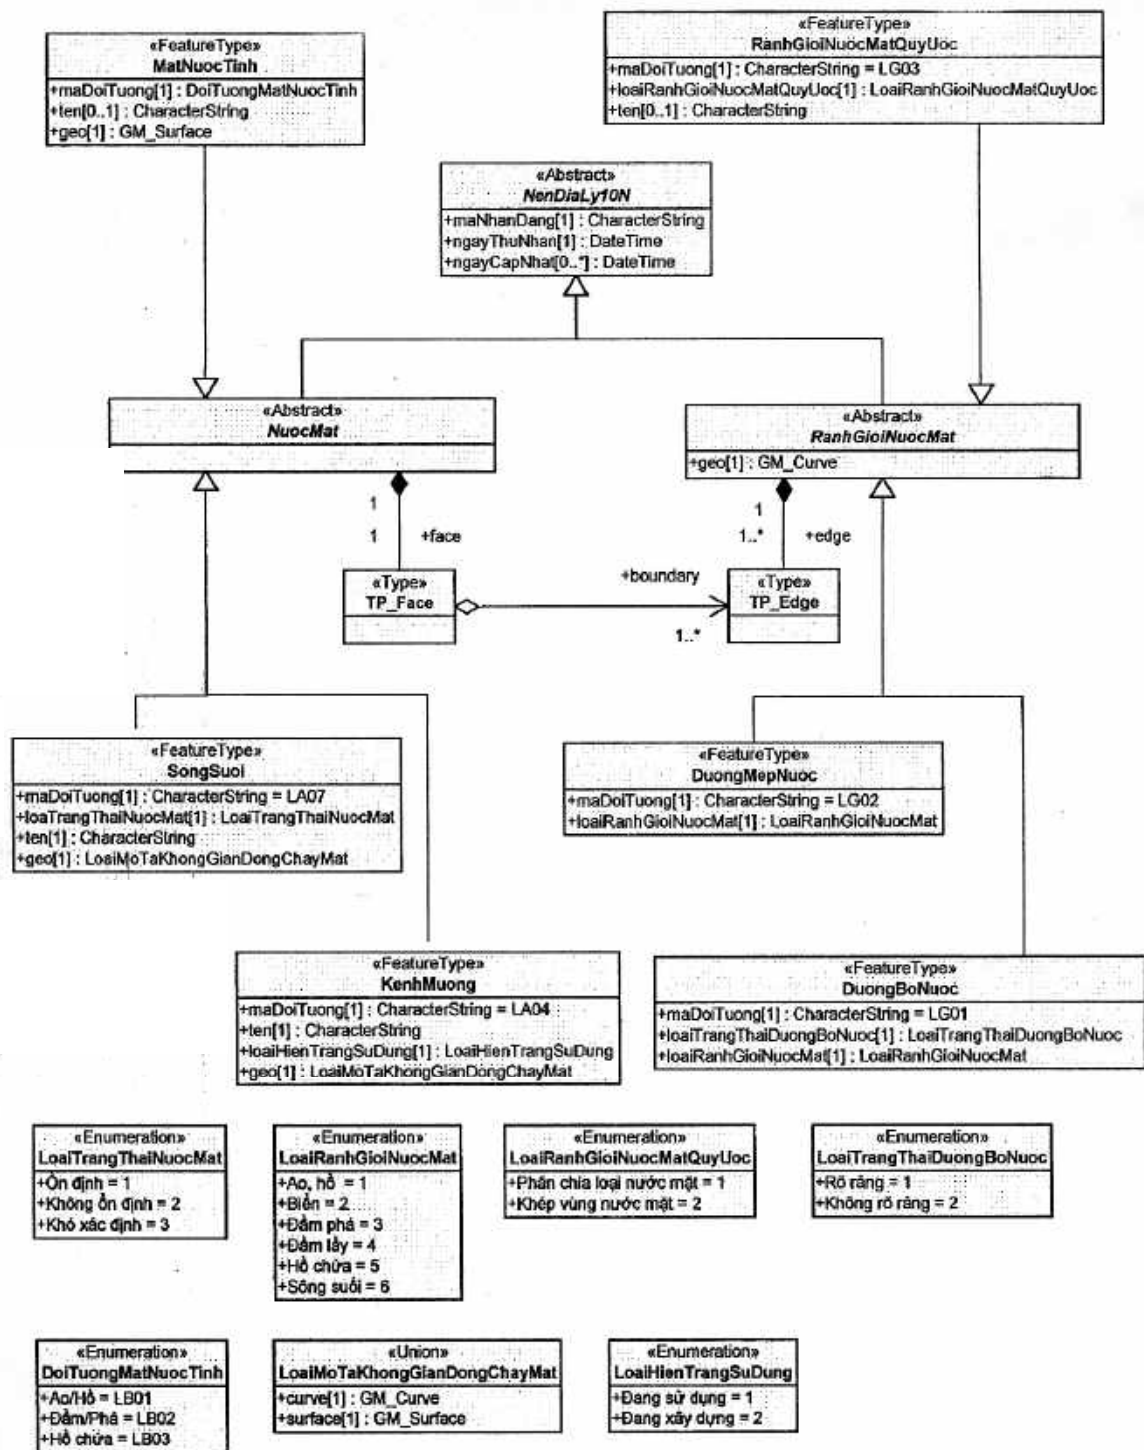 «FeatureType»
MatNuocTinh
+maDoiTuong[1] : DoiTuongMatNuocTinh
+ten[0..1] : CharacterString
+geo[1] : GM_Surface
«FeatureType»
RanhGioiNuocMatQuyUoc
+maDoiTuong[1] : CharacterString = LG03
+loaiRanhGioiNuocMatQuyUoc[1] : LoaiRanhGioiNuocMatQuyUoc
+ten[0..1] : CharacterString
«Abstract»
NenDiaLy10N
+maNhanDang[1] : CharacterString
+ngayThuNhan[1] : DateTime
+ngayCapNhat[0..*] : DateTime
«Abstract»
NuocMat
«Abstract»
RanhGioiNuocMat
+geo[1] : GM_Curve
1
1 +face
1
1..* +edge
«Type»
TP_Face
+boundary
1..*
«Type»
TP_Edge
«FeatureType»
SongSuoi
+maDoiTuong[1] : CharacterString = LA07
+loaTrangThaiNuocMat[1] : LoaiTrangThaiNuocMat
+ten[1] : CharacterString
+geo[1] : LoaiMoTaKhongGianDongChayMat
«FeatureType»
DuongMepNuoc
+maDoiTuong[1] : CharacterString = LG02
+loaiRanhGioiNuocMat[1] : LoaiRanhGioiNuocMat
«FeatureType»
KenhMuong
+maDoiTuong[1] : CharacterString = LA04
+ten[1] : CharacterString
+loaiHienTrangSuDung[1] : LoaiHienTrangSuDung
+geo[1] : LoaiMoTaKhongGianDongChayMat
«FeatureType»
DuongBoNuoc
+maDoiTuong[1] : CharacterString = LG01
+loaiTrangThaiDuongBoNuoc[1] : LoaiTrangThaiDuongBoNuoc
+loaiRanhGioiNuocMat[1] : LoaiRanhGioiNuocMat
«Enumeration»
LoaiTrangThaiNuocMat
+Ổn định = 1
+Không ổn định = 2
+Khó xác định = 3
«Enumeration»
LoaiRanhGioiNuocMat
+Ao, hồ = 1
+Biển = 2
+Đầm phá = 3
+Đầm lầy = 4
+Hồ chứa = 5
+Sông suối = 6
«Enumeration»
LoaiRanhGioiNuocMatQuyUoc
+Phân chia loại nước mặt = 1
+Khép vùng nước mặt = 2
«Enumeration»
LoaiTrangThaiDuongBoNuoc
+Rõ ràng = 1
+Không rõ ràng = 2
«Enumeration»
DoiTuongMatNuocTinh
+Ao/Hồ = LB01
+Đầm/Phá = LB02
+Hồ chứa = LB03
«Union»
LoaiMoTaKhongGianDongChayMat
+curve[1] : GM_Curve
+surface[1] : GM_Surface
«Enumeration»
LoaiHienTrangSuDung
+Đang sử dụng = 1
+Đang xây dựng = 2